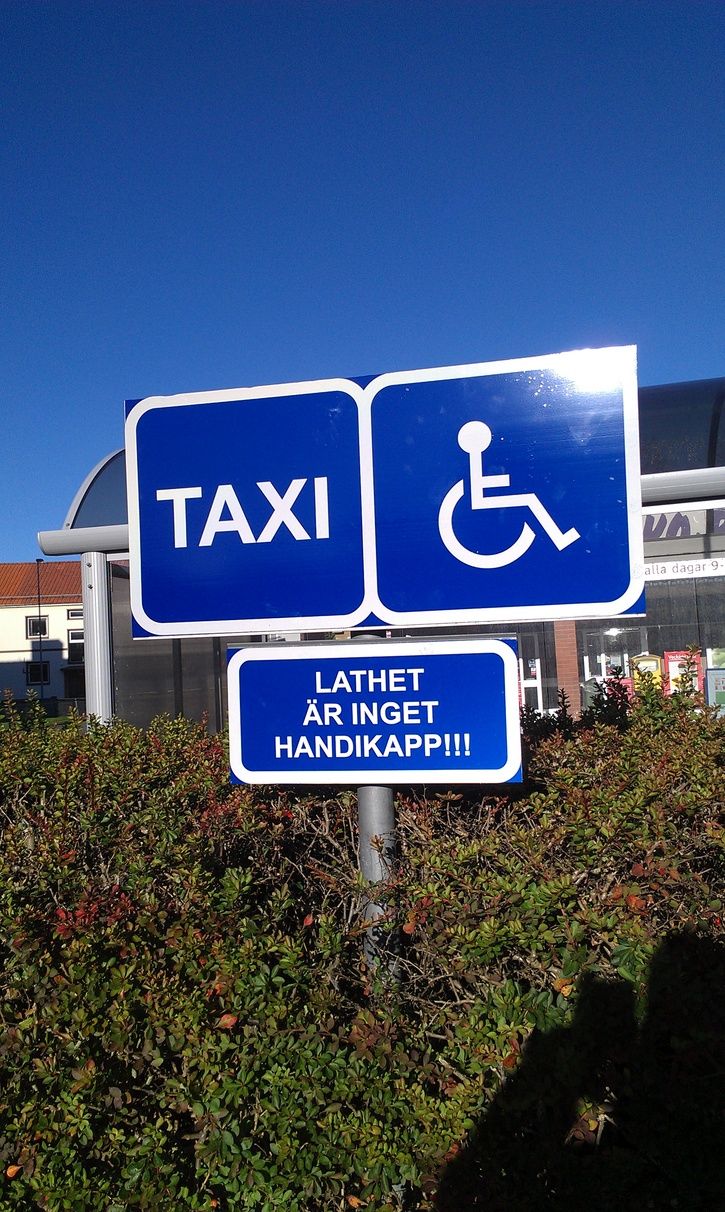 TAXI
LATHET
ÄR INGET
HANDIKAPP!!!
alla dagar 9-